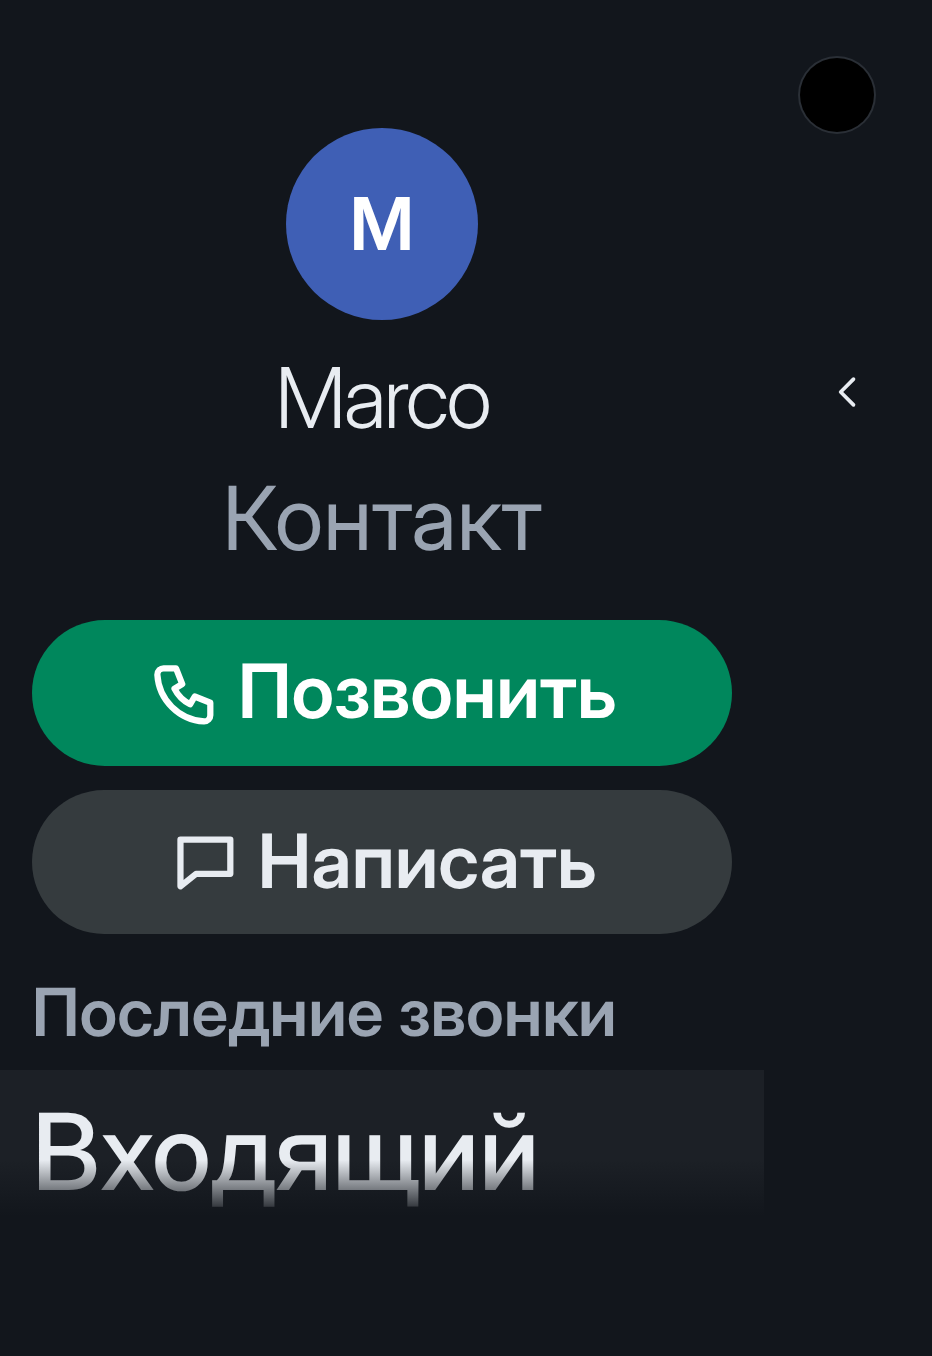 M
Marco
Контакт
Позвонить
Написать
Последние звонки
Входящий